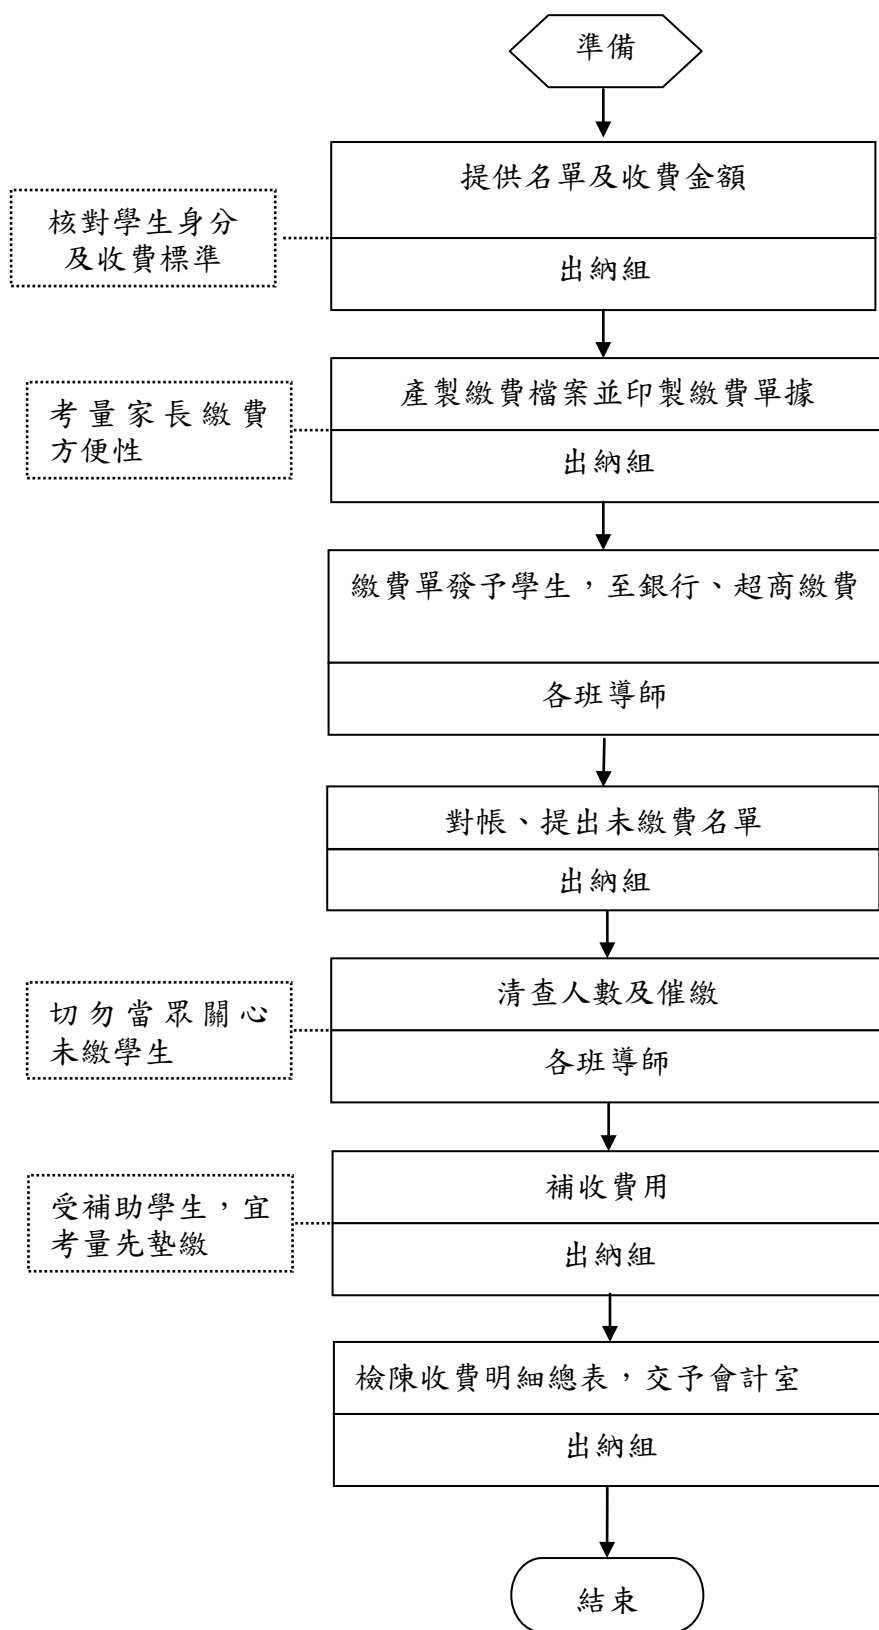 準備
提供名單及收費金額
核對學生身分
及收費標準
出納組
產製繳費檔案並印製繳費單據
考量家長繳費
方便性
出納組
繳費單發予學生，至銀行、超商繳費
各班導師
對帳、提出未繳費名單
出納組
清查人數及催繳
切勿當眾關心
未繳學生
各班導師
補收費用
受補助學生，宜
考量先墊繳
出納組
檢陳收費明細總表，交予會計室
出納組
結束